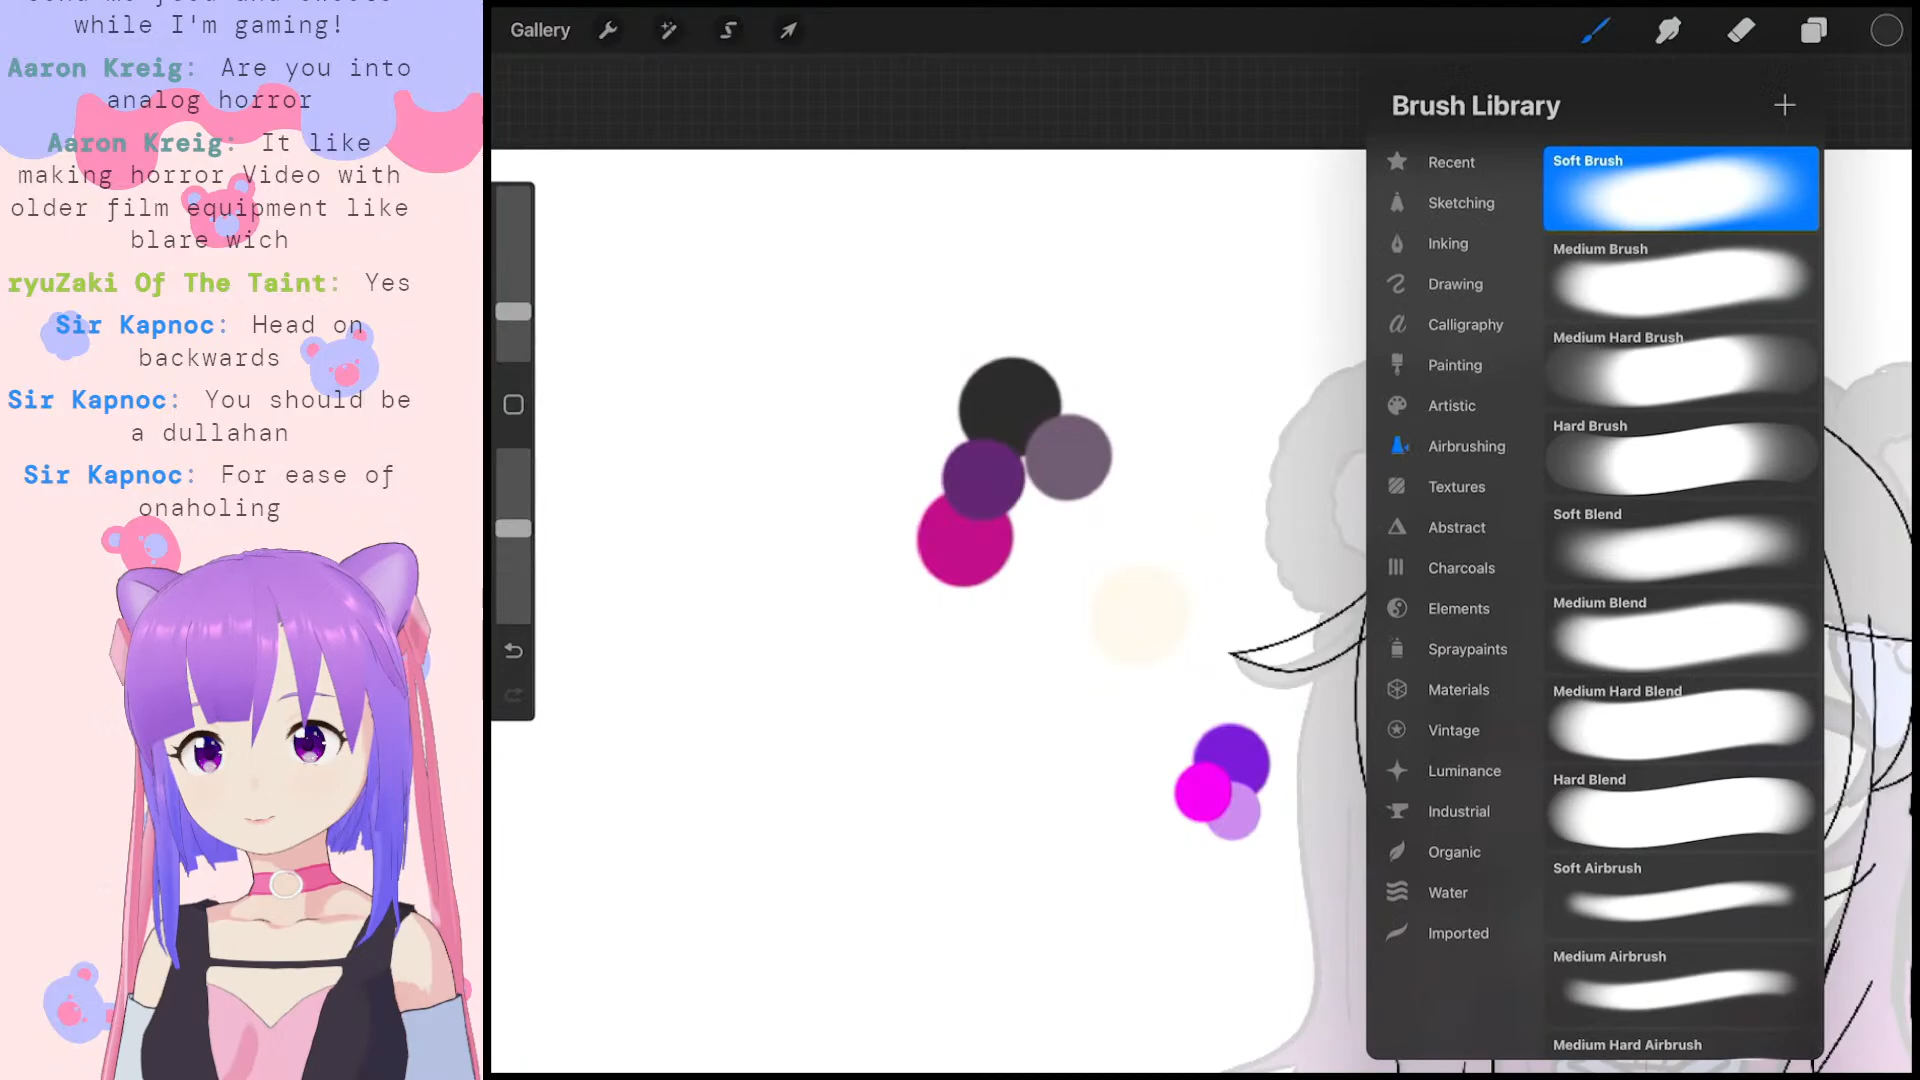 while I'm gaming!
Aaron Kreig: Are you into
analog horror
Aaron Kreig: It like
making horror Video with
older film equipment like
blare wich
ryuZaki Of The Taint: Yes
Sir Kapnoc: Head on
backwards
Sir Kapnoc: You should be
a dullahan
Sir Kapnoc: For ease of
onaholing
Gallery
Brush Library
Recent
Sketching
Inking
Drawing
Calligraphy
Painting
Artistic
Airbrushing
Textures
Abstract
Charcoals
Elements
Spraypaints
Materials
Vintage
Luminance
Industrial
Organic
Water
Imported
Soft Brush
Medium Brush
Medium Hard Brush
Hard Brush
Soft Blend
Medium Blend
Medium Hard Blend
Hard Blend
Soft Airbrush
Medium Airbrush
Medium Hard Airbrush